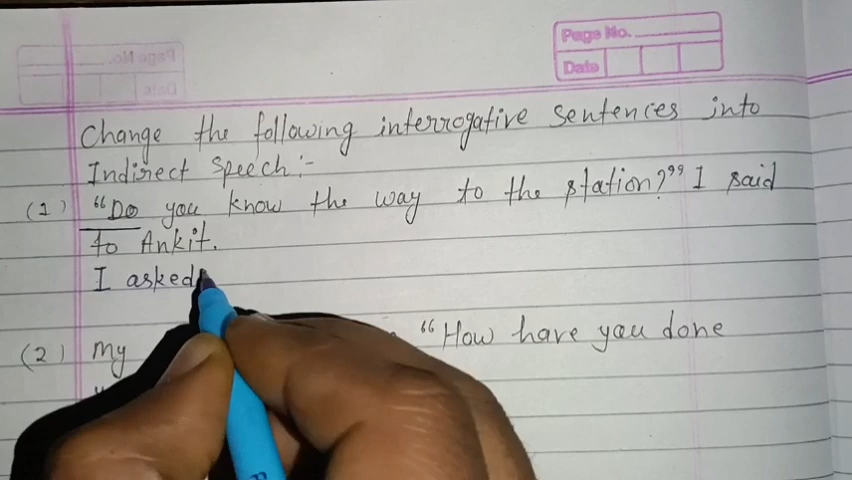 Page No.
Date
Change the following interrogative sentences into
Indirect Speech :-
(1) "Do you know the way to the station?" I said
to Ankit.
I asked
(2) My "How have you done